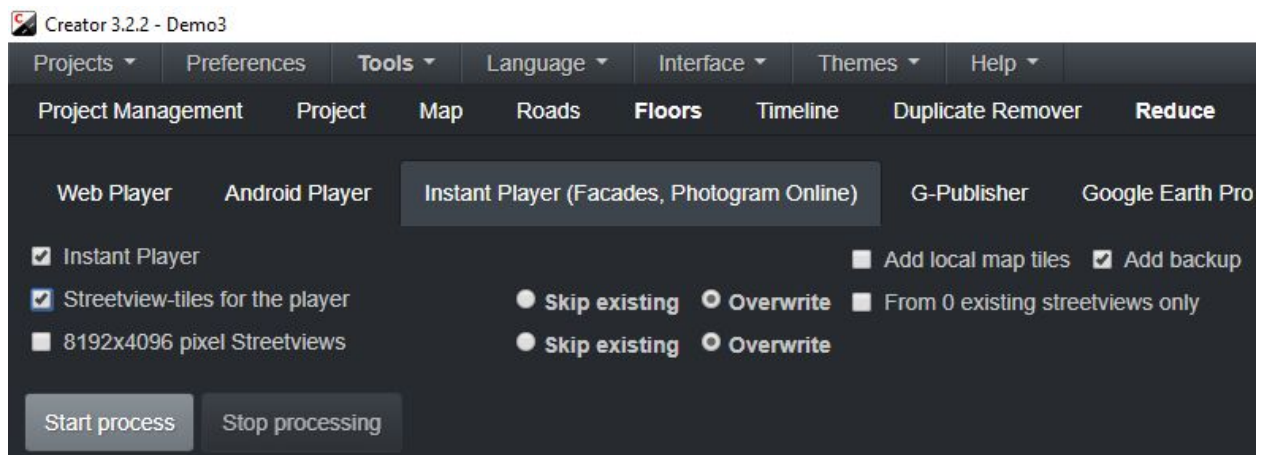 Creator 3.2.2 - Demo3
Projects Preferences Tools Language Interface Themes Help
Project Management Project Map Roads Floors Timeline Duplicate Remover Reduce
Web Player Android Player Instant Player (Facades, Photogram Online) G-Publisher Google Earth Pro
Instant Player Add local map tiles Add backup
Streetview-tiles for the player Skip existing Overwrite From 0 existing streetviews only
8192x4096 pixel Streetviews Skip existing Overwrite
Start process Stop processing